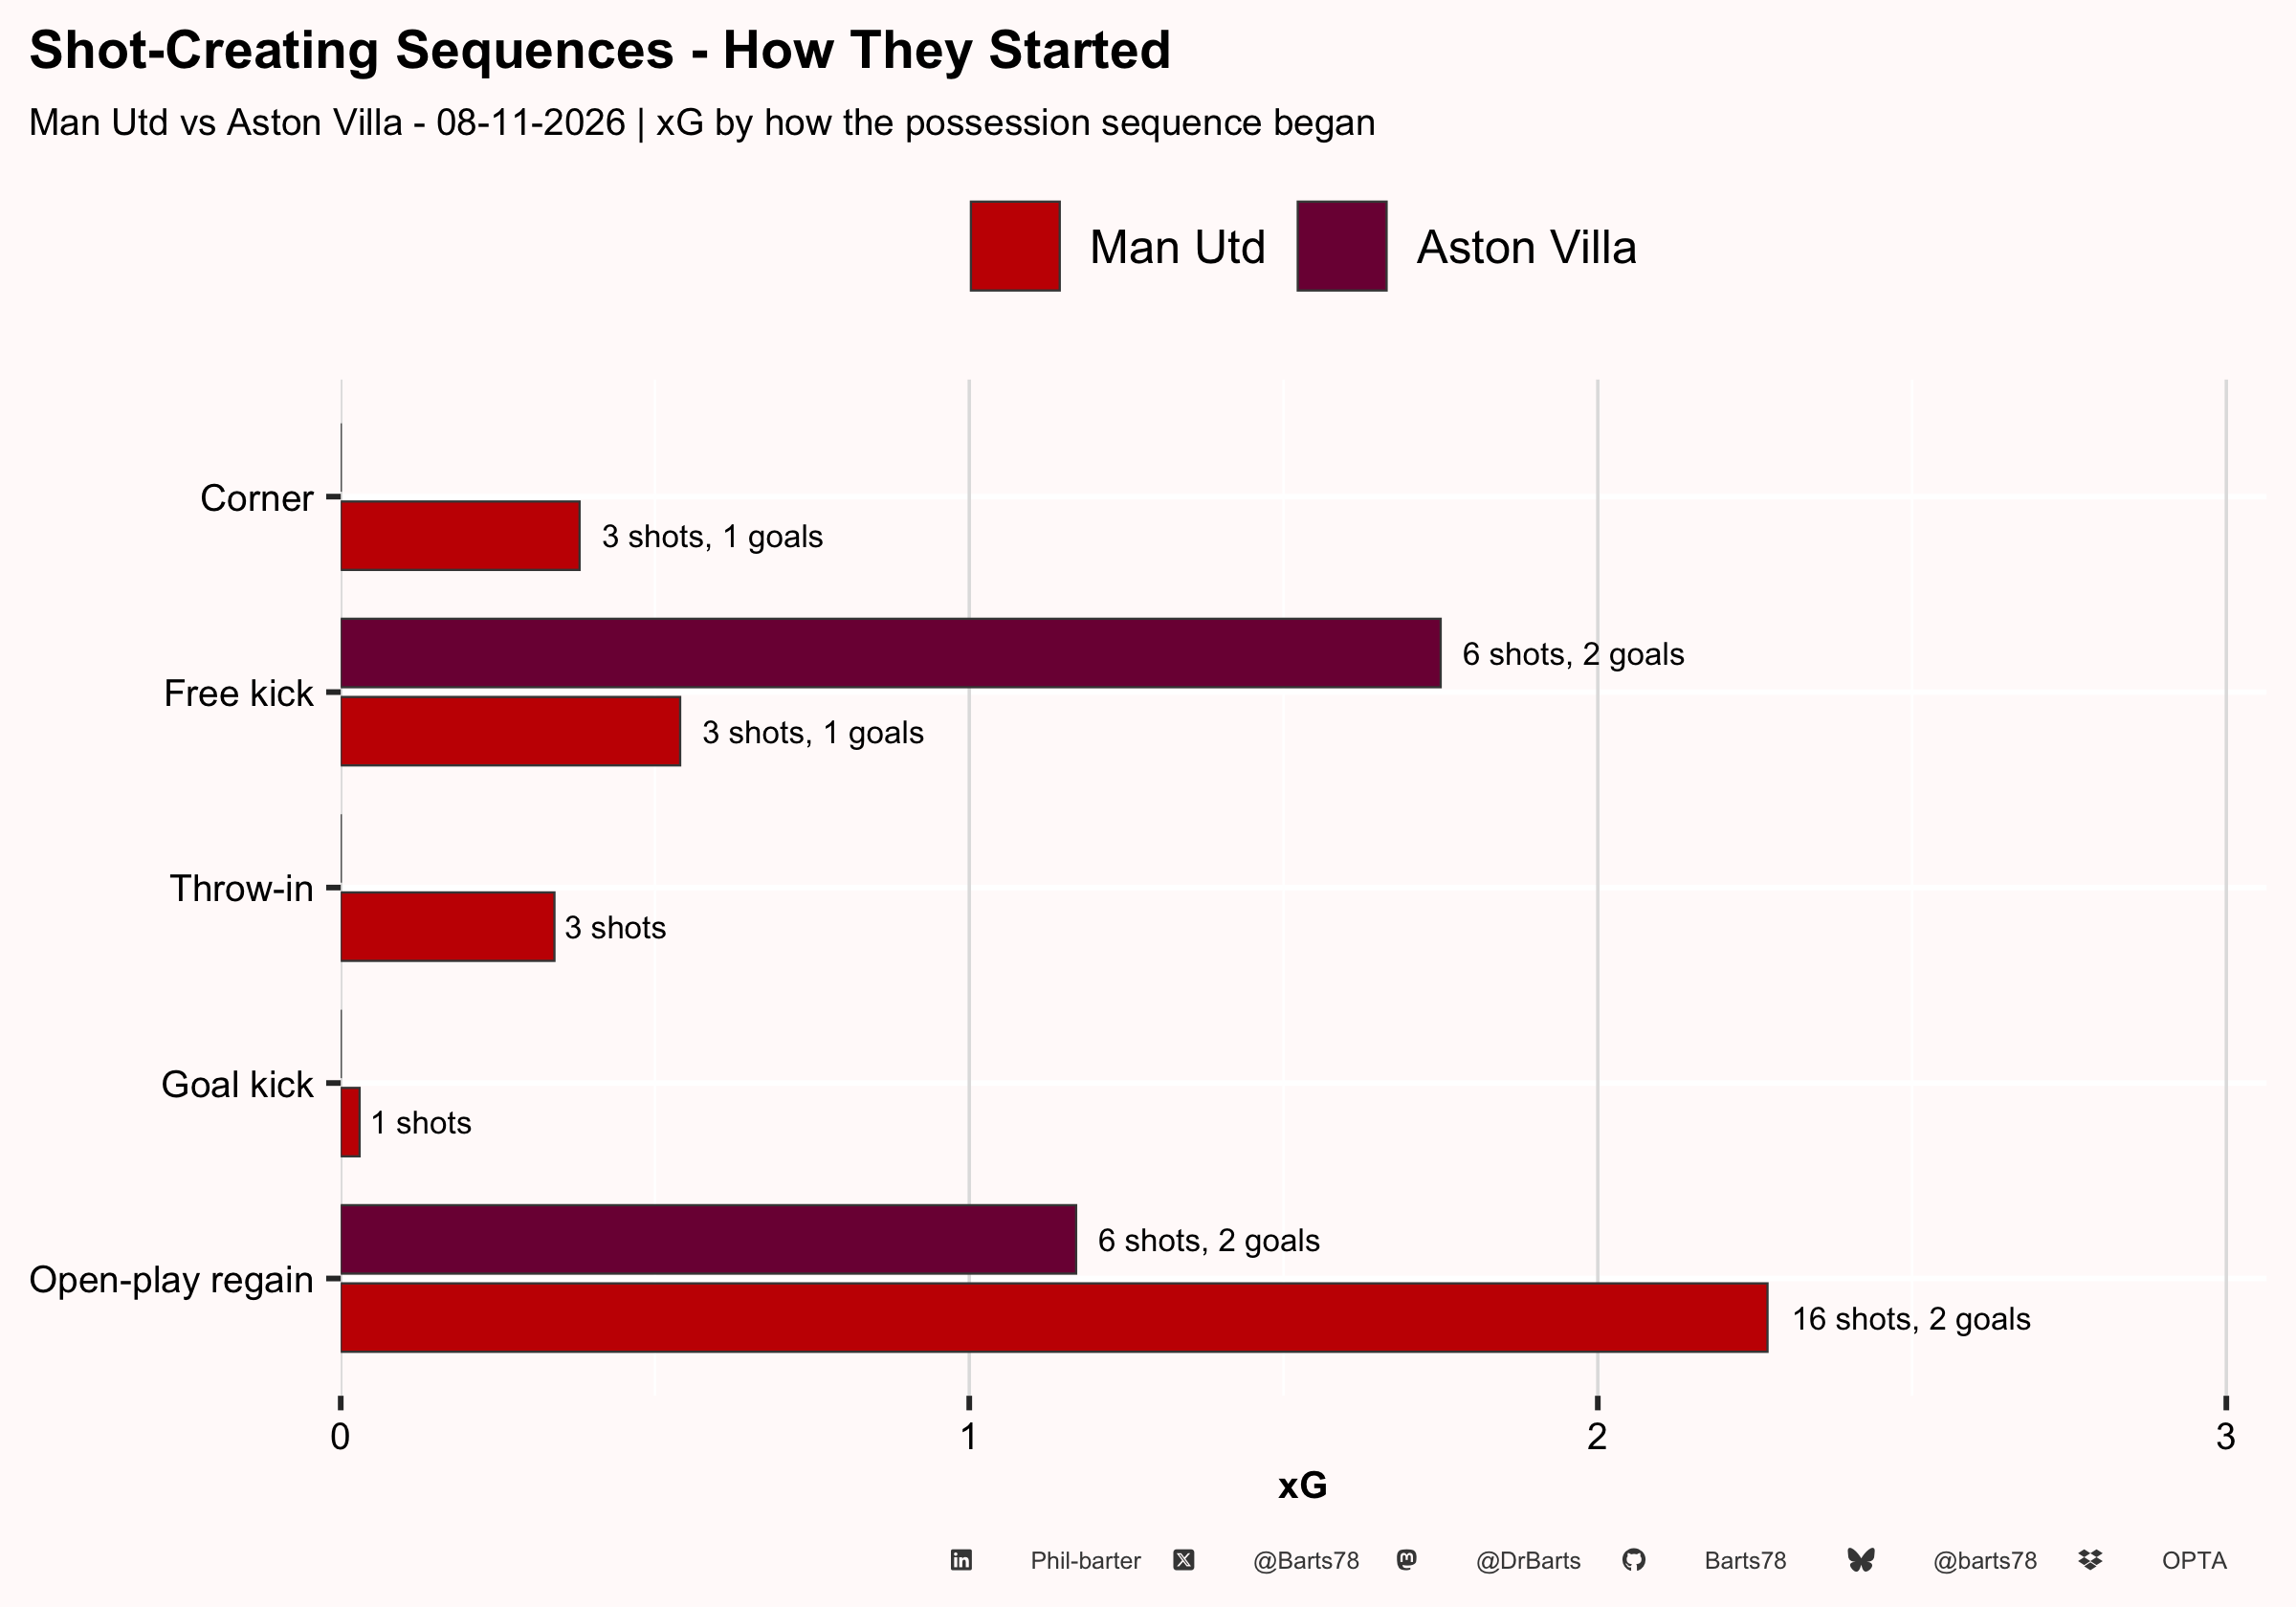 Shot-Creating Sequences - How They Started
Man Utd vs Aston Villa - 08-11-2026 | xG by how the possession sequence began
Man Utd
Aston Villa
Corner
3 shots, 1 goals
6 shots, 2 goals
Free kick
3 shots, 1 goals
Throw-in
3 shots
Goal kick
1 shots
6 shots, 2 goals
Open-play regain
16 shots, 2 goals
0 1 2 3
xG
Phil-barter @Barts78 @DrBarts Barts78 @barts78 OPTA